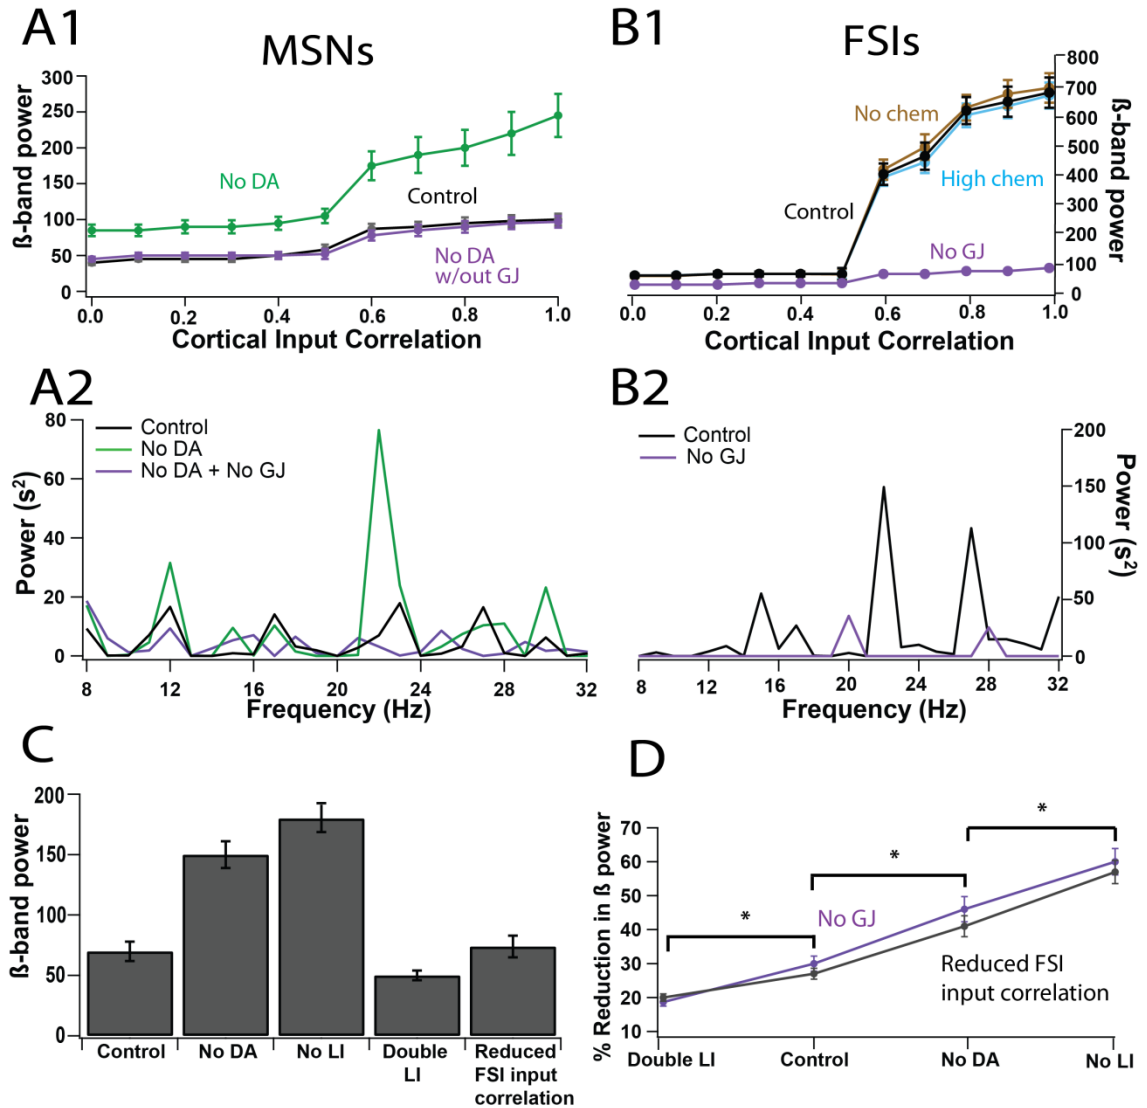 A1
MSNs
ß-band power
300
250
200
150
100
50
0
No DA
Control
No DA
w/out GJ
0.0 0.2 0.4 0.6 0.8 1.0
Cortical Input Correlation
B1
FSIs
800
700
600
500
400
300
200
100
0
ß-band power
No chem
High chem
Control
No GJ
0.0 0.2 0.4 0.6 0.8 1.0
Cortical Input Correlation
A2
Power (s²)
80
60
40
20
0
Control
No DA
No DA + No GJ
8 12 16 20 24 28 32
Frequency (Hz)
B2
Control
No GJ
200
150
100
50
0
Power (s²)
8 12 16 20 24 28 32
Frequency (Hz)
C
ß-band power
200
150
100
50
0
Control No DA No LI Double LI Reduced FSI input correlation
D
% Reduction in ß power
70
60
50
40
30
20
10
*
*
*
No GJ
Reduced FSI
input correlation
Double LI Control No DA No LI